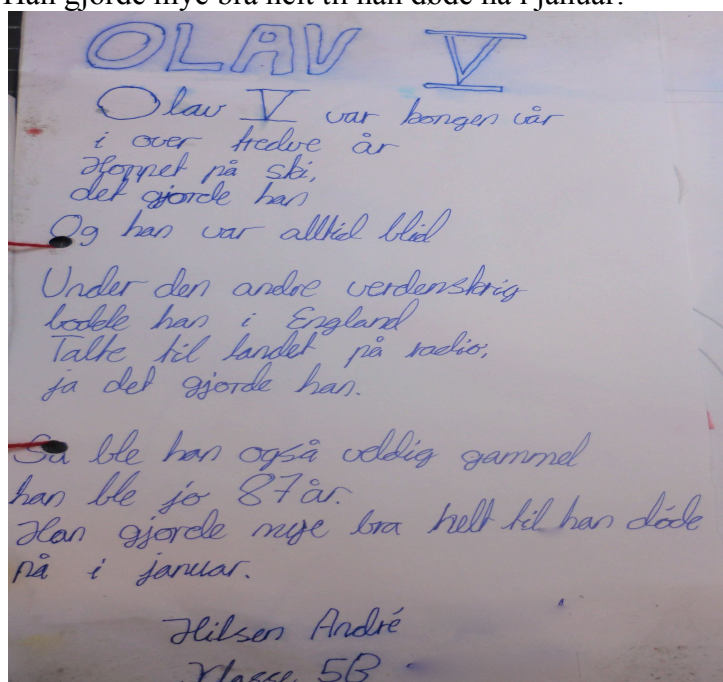 Han gjorde mye bra helt til han døde nå i januar.
OLAV V
Olav V var kongen vår
i over tredve år
Hoppet på ski,
det gjorde han
Og han var alltid blid
Under den andre verdenskrig
bodde han i England
Talte til landet på radio,
ja det gjorde han.
Så ble han også veldig gammel
han ble jo 87 år.
Han gjorde mye bra helt til han døde
nå i januar.
Hilsen André
Klasse 5B